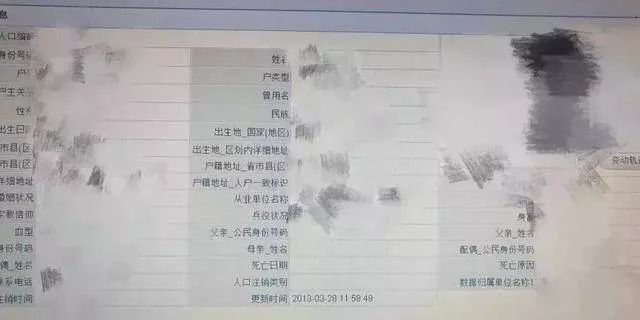 息
人口编码
身份号码 姓名
户 户类型
户主关 曾用名
性 民族
出生日 出生地_国家(地区)
市县(区 出生地_区划内详细地址
市县(区 户籍地址_省市县(区 变动轨
详细地址 户籍地址_人户一致标识
婚姻状况 从业单位名称
宗教信仰 兵役状况 身
血型 父亲_公民身份号码 父亲_姓名
身份号码 母亲_姓名 配偶_公民身份号码
偶_姓名 死亡日期 死亡原因
系电话 人口注销类别 数据归属单位名称1
注销时间 更新时间 2013-03-28 11:58:49